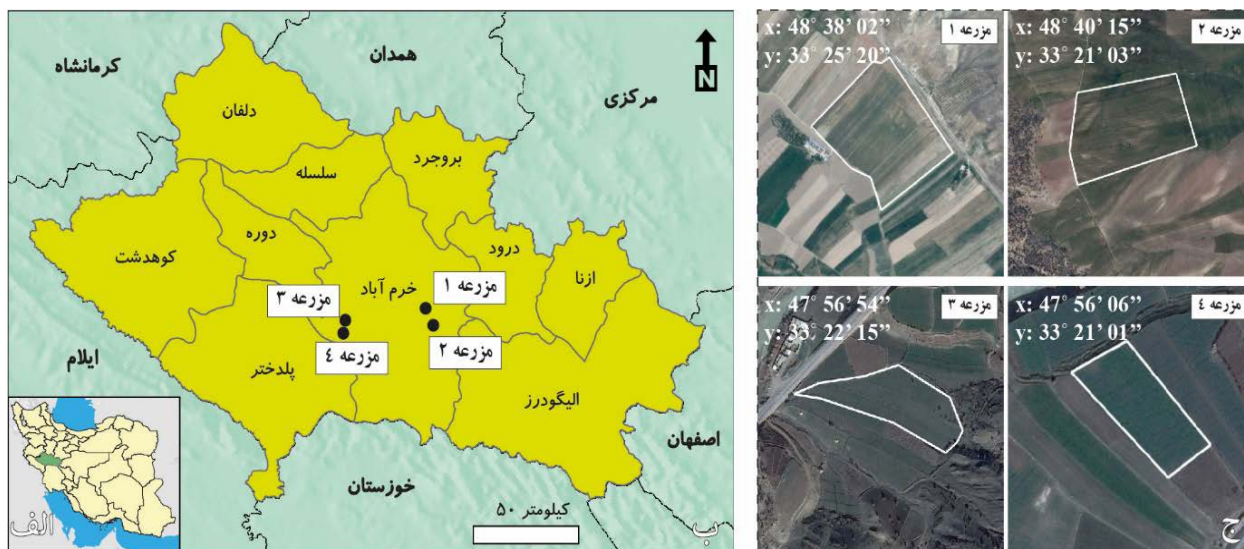 کرمانشاه
همدان
مرکزی
N
دلفان
بروجرد
سلسله
کوهدشت
دوره
درود
ازنا
خرم آباد
مزرعه ۱
مزرعه ۳
مزرعه ۴
مزرعه ۲
ایلام
پلدختر
الیگودرز
اصفهان
خوزستان
۵۰ کیلومتر
الف
ب
x: 48° 38’ 02”
y: 33° 25’ 20”
مزرعه ۱
x: 48° 40’ 15”
y: 33° 21’ 03”
مزرعه ۲
x: 47° 56’ 54”
y: 33° 22’ 15”
مزرعه ۳
x: 47° 56’ 06”
y: 33° 21’ 01”
مزرعه ۴
ج